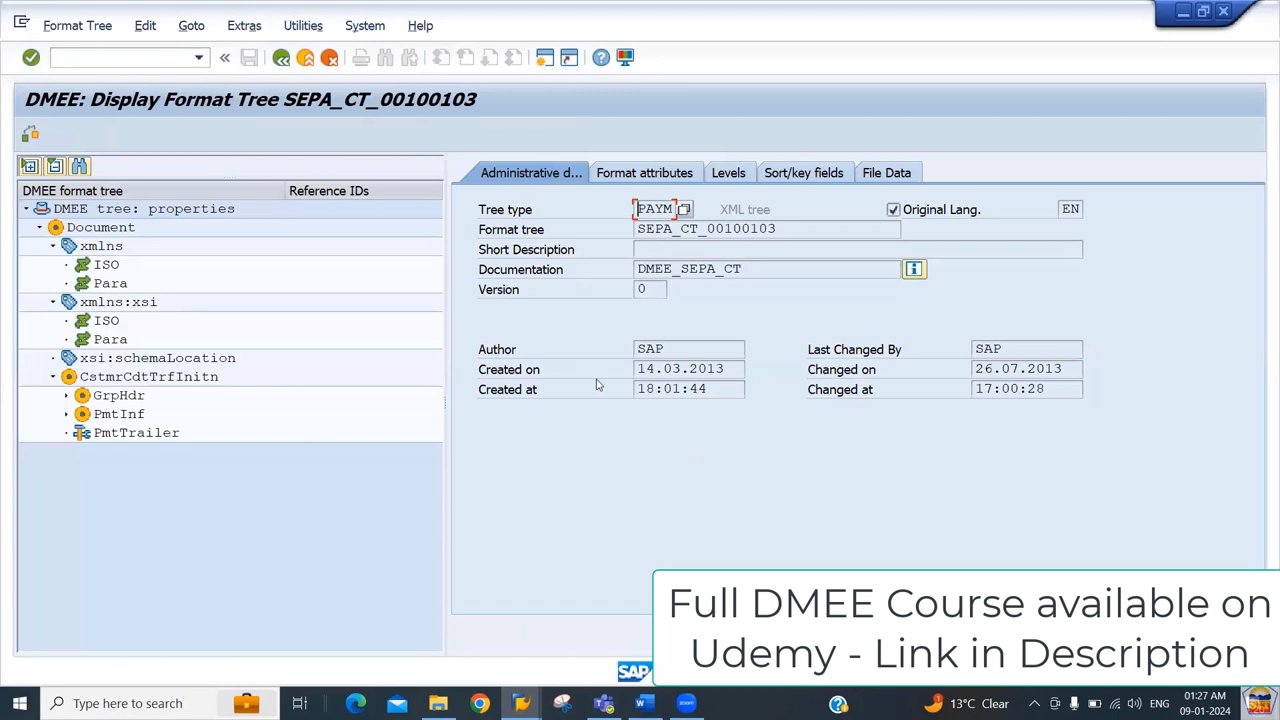 Format Tree Edit Goto Extras Utilities System Help
DMEE: Display Format Tree SEPA_CT_00100103
DMEE format tree Reference IDs
DMEE tree: properties
Document
xmlns
ISO
Para
xmlns:xsi
ISO
Para
xsi:schemaLocation
CstmrCdtTrfInitn
GrpHdr
PmtInf
PmtTrailer
Administrative d... Format attributes Levels Sort/key fields File Data
Tree type PAYM XML tree Original Lang. EN
Format tree SEPA_CT_00100103
Short Description
Documentation DMEE_SEPA_CT
Version 0
Author SAP Last Changed By SAP
Created on 14.03.2013 Changed on 26.07.2013
Created at 18:01:44 Changed at 17:00:28
Full DMEE Course available on
Udemy - Link in Description
SAP
Type here to search
13°C Clear ENG 01:27 AM
09-01-2024